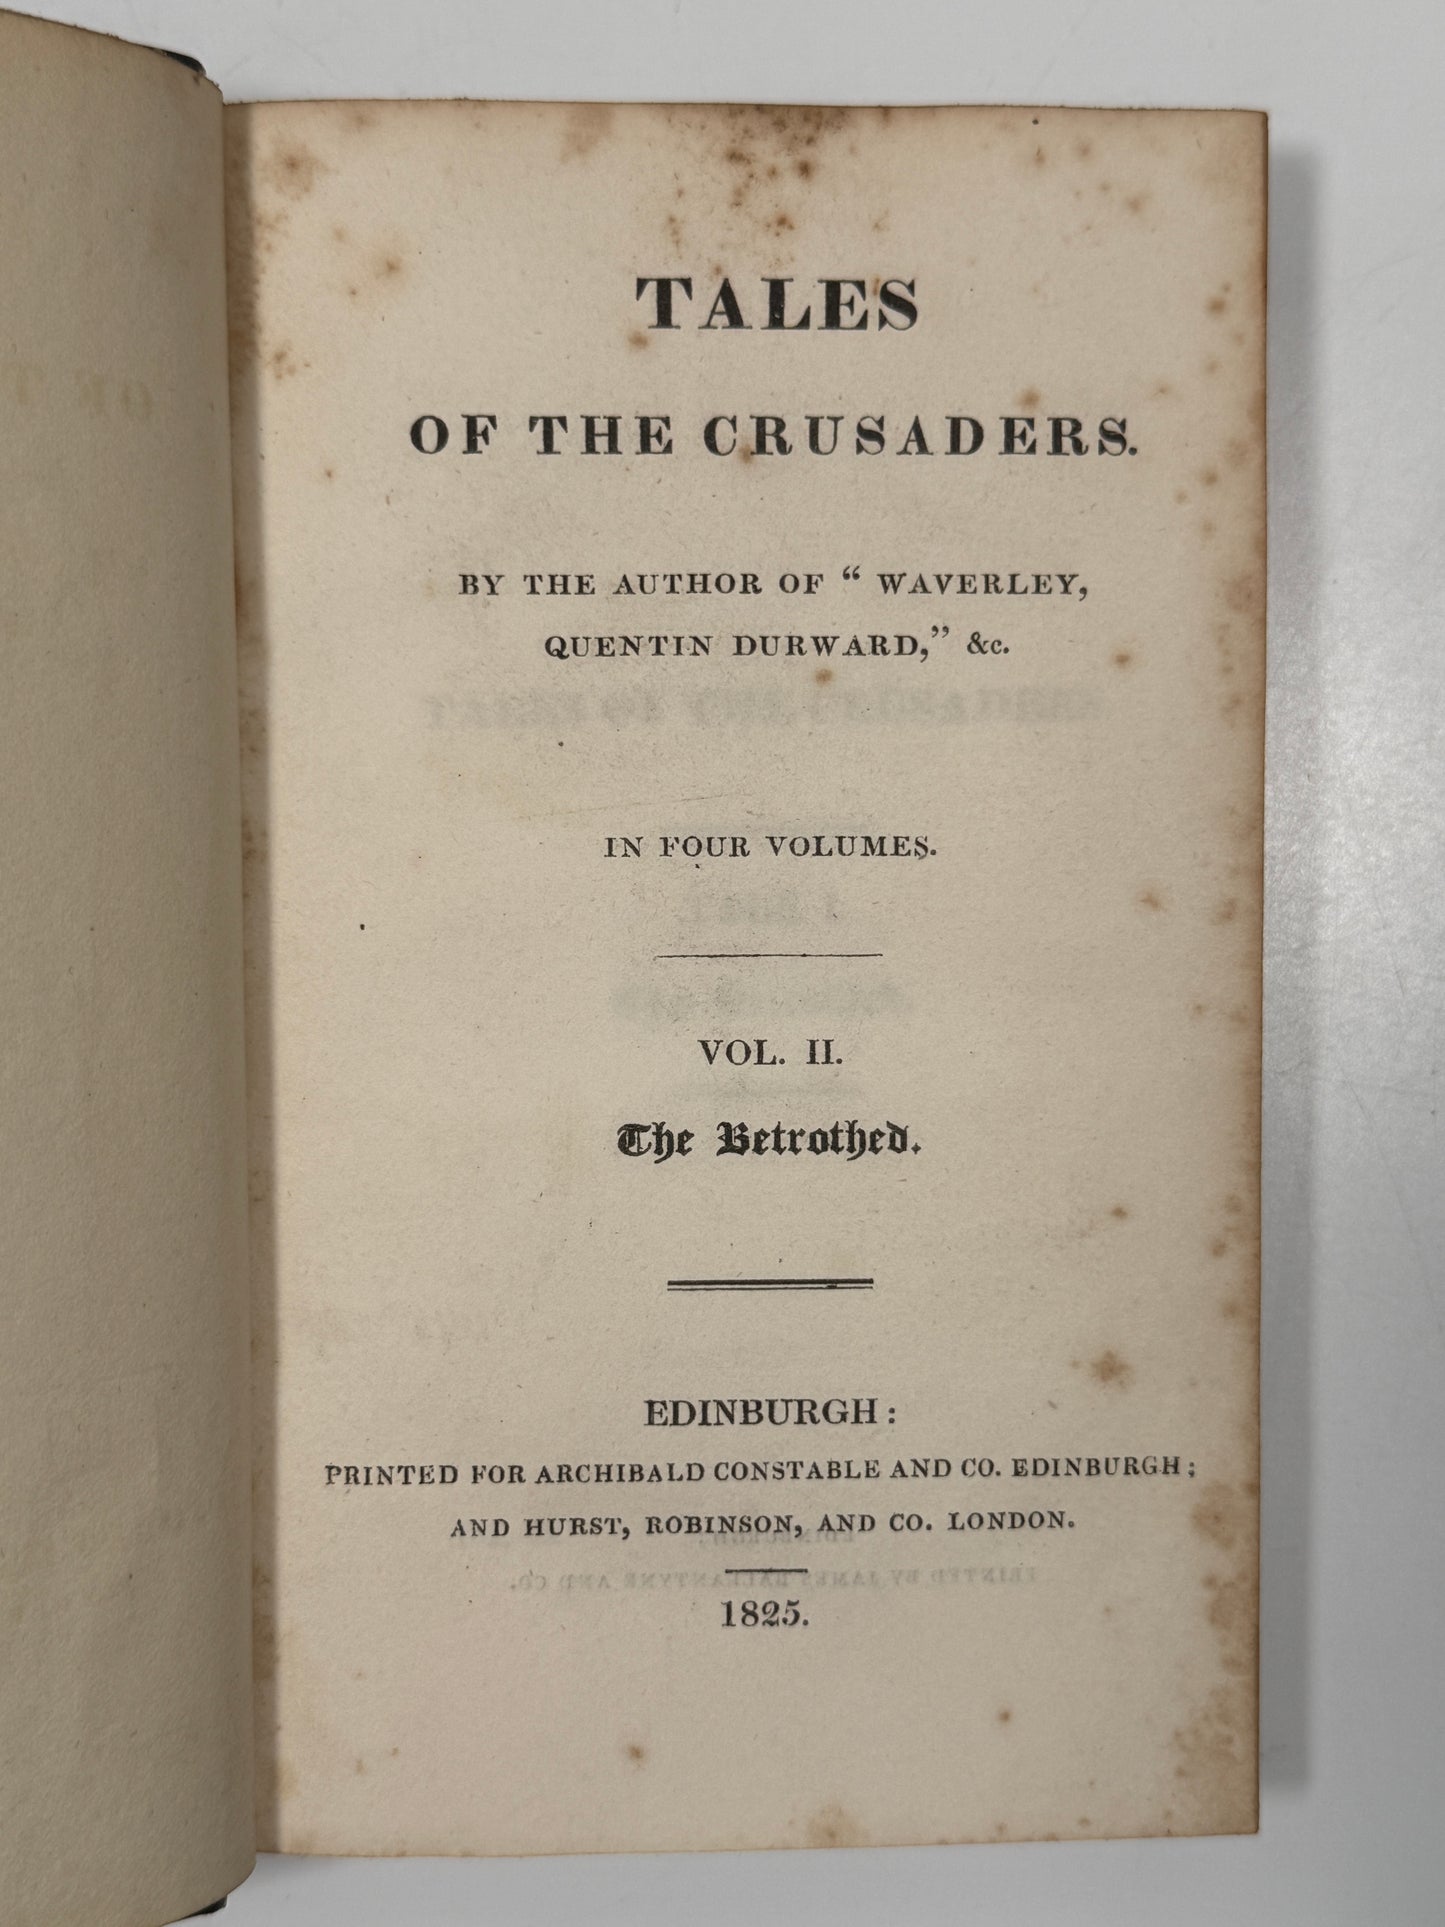 TALES
OF THE CRUSADERS.
BY THE AUTHOR OF “ WAVERLEY,
QUENTIN DURWARD,” &c.
IN FOUR VOLUMES.
VOL. II.
The Betrothed.
EDINBURGH:
PRINTED FOR ARCHIBALD CONSTABLE AND CO. EDINBURGH;
AND HURST, ROBINSON, AND CO. LONDON.
1825.